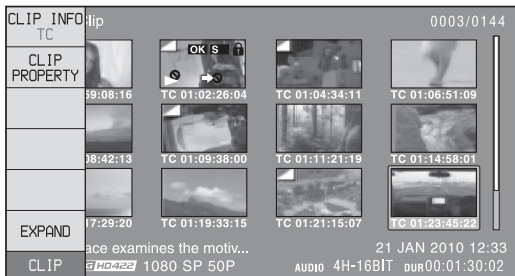 CLIP INFO
TC
lip
0003/0144
CLIP
PROPERTY
OK S
59:08:16
TC 01:02:26:04
TC 01:04:34:11
TC 01:06:51:09
08:42:13
TC 01:09:38:00
TC 01:11:21:19
TC 01:14:58:01
17:29:20
TC 01:19:33:15
TC 01:21:15:07
TC 01:23:45:22
EXPAND
ace examines the motiv...
21 JAN 2010 12:33
CLIP
G HD422 1080 SP 50P
AUDIO 4H-16BIT DUR 00:01:30:02